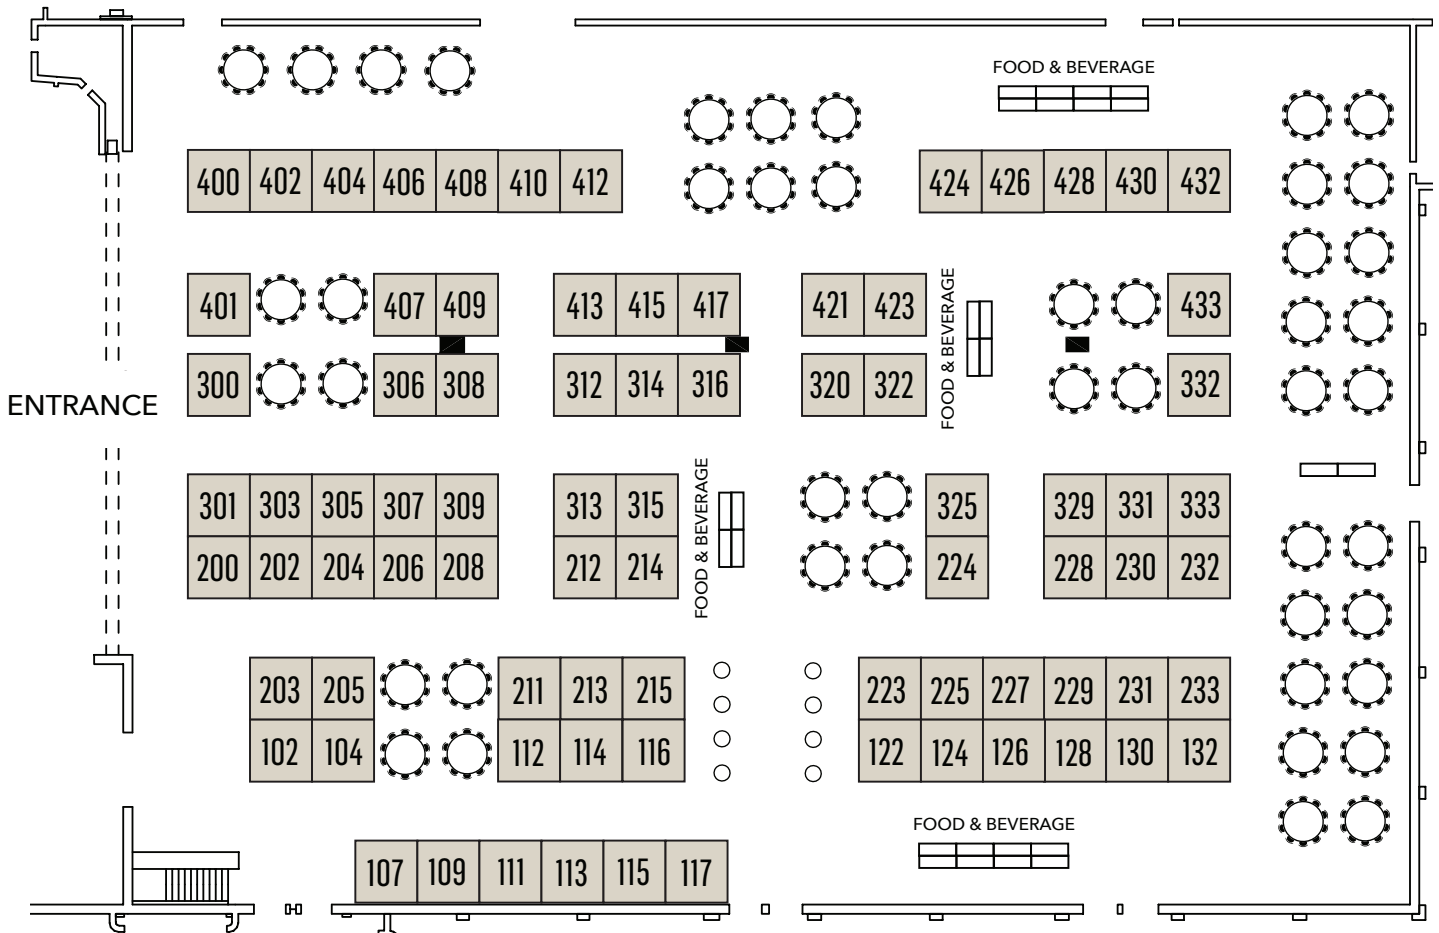 FOOD & BEVERAGE
400 402 404 406 408 410 412 424 426 428 430 432
401 407 409 413 415 417 421 423 433
FOOD & BEVERAGE
300 306 308 312 314 316 320 322 332
ENTRANCE
301 303 305 307 309 313 315 325 329 331 333
FOOD & BEVERAGE
200 202 204 206 208 212 214 224 228 230 232
203 205 211 213 215 223 225 227 229 231 233
102 104 112 114 116 122 124 126 128 130 132
FOOD & BEVERAGE
107 109 111 113 115 117